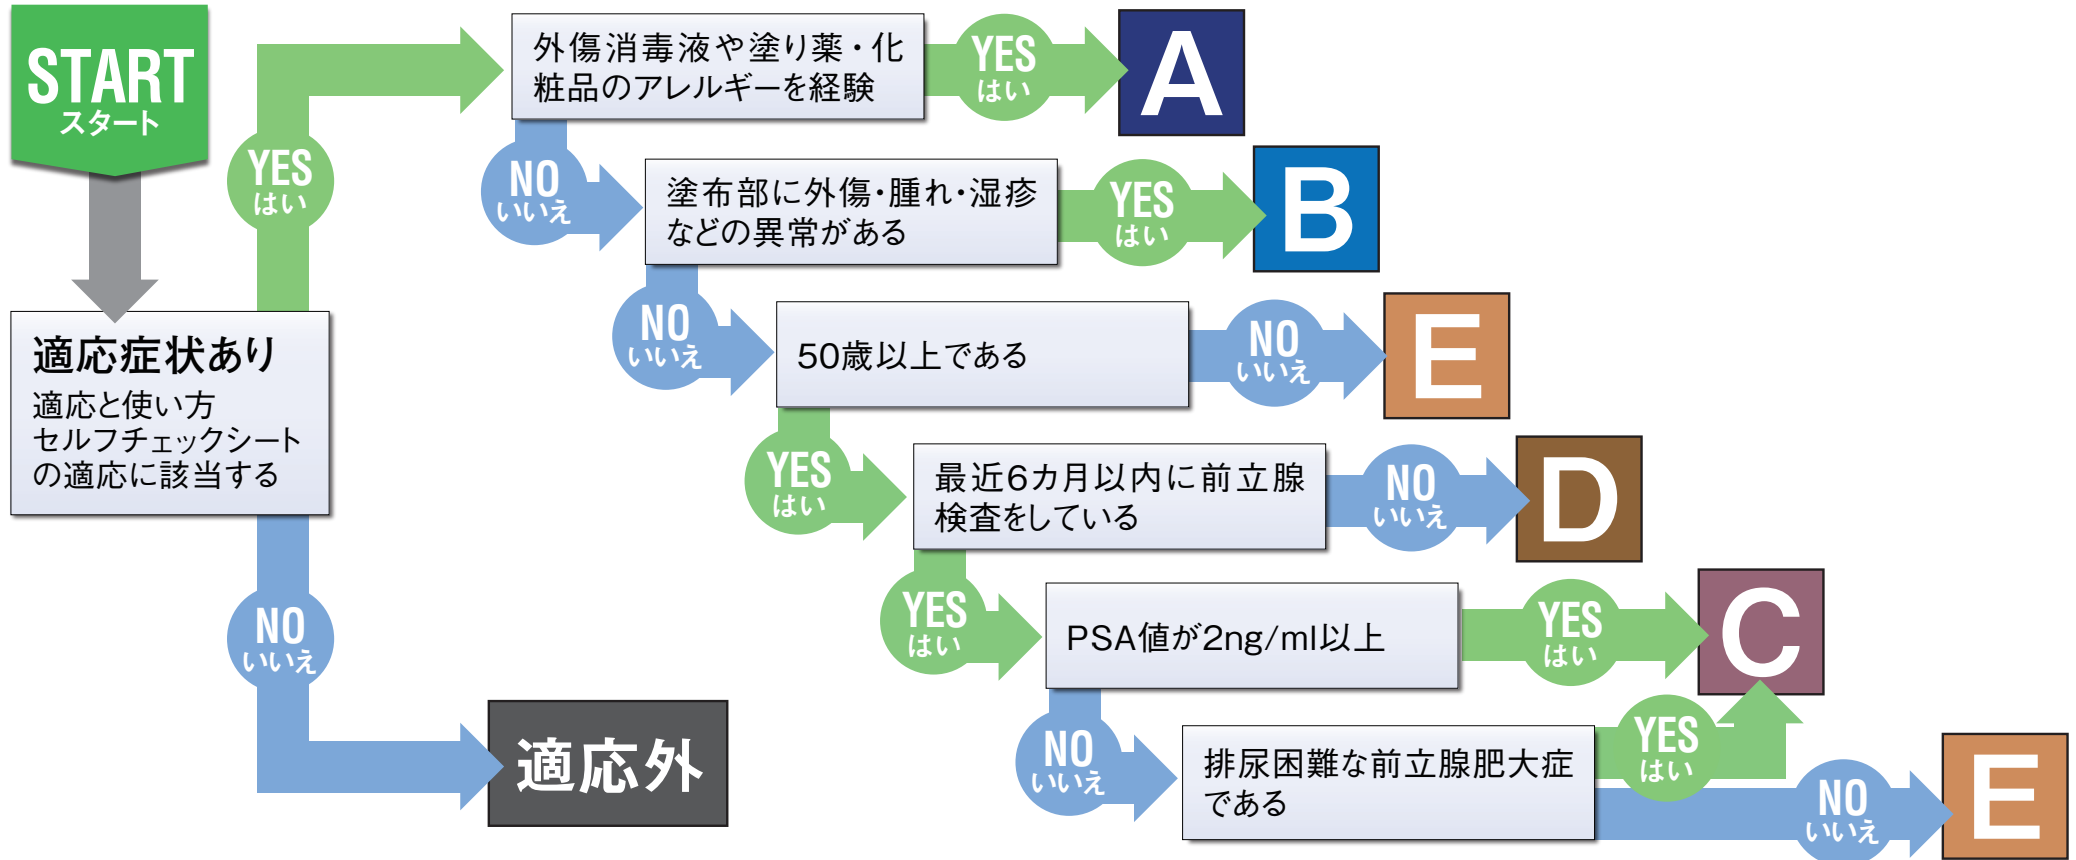 START
スタート
YES
はい
外傷消毒液や塗り薬・化
粧品のアレルギーを経験
YES
はい
A
NO
いいえ
塗布部に外傷・腫れ・湿疹
などの異常がある
YES
はい
B
NO
いいえ
50歳以上である
NO
いいえ
E
適応症状あり
適応と使い方
セルフチェックシート
の適応に該当する
YES
はい
最近6カ月以内に前立腺
検査をしている
NO
いいえ
D
YES
はい
PSA値が2ng/ml以上
YES
はい
C
NO
いいえ
適応外
NO
いいえ
排尿困難な前立腺肥大症
である
YES
はい
NO
いいえ
E